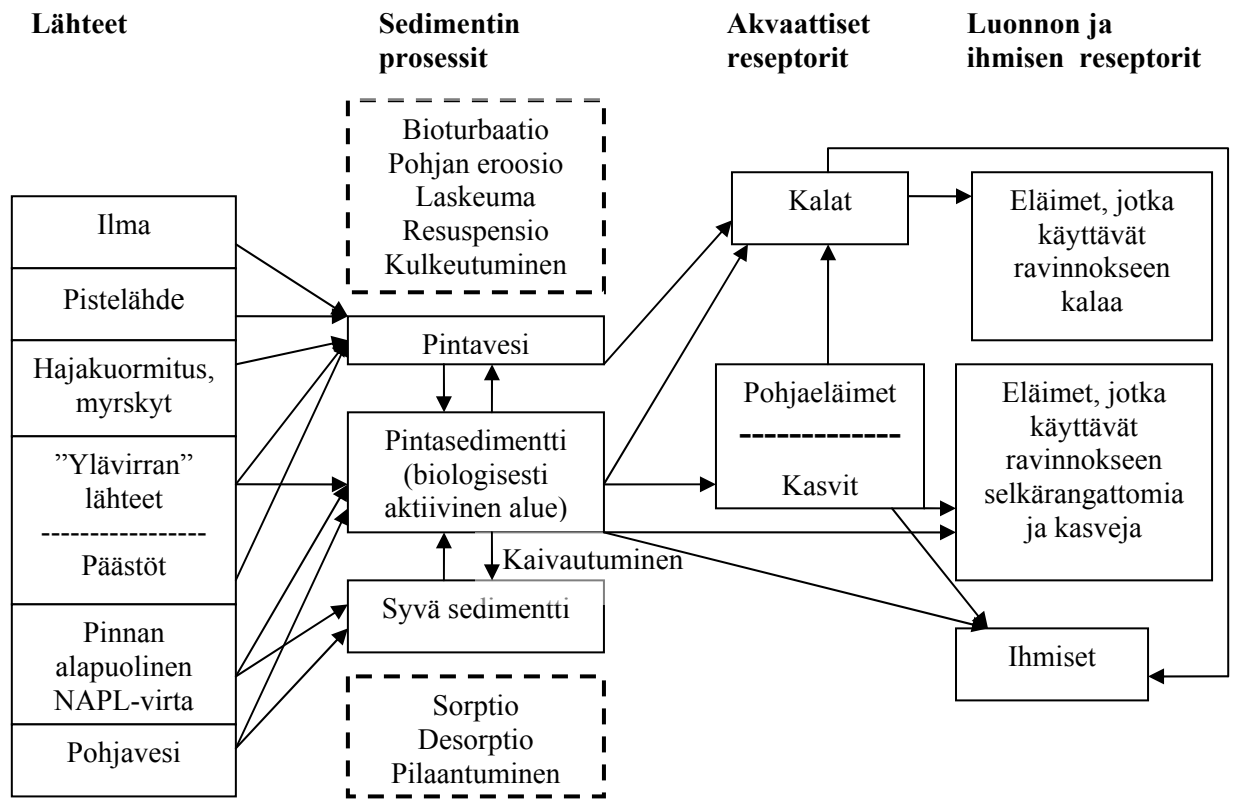 Lähteet
Sedimentin
prosessit
Akvaattiset
reseptorit
Luonnon ja
ihmisen reseptorit
Ilma
Pistelähde
Hajakuormitus,
myrskyt
”Ylävirran”
lähteet
Päästöt
Pinnan
alapuolinen
NAPL-virta
Pohjavesi
Bioturbaatio
Pohjan eroosio
Laskeuma
Resuspensio
Kulkeutuminen
Pintavesi
Pintasedimentti
(biologisesti
aktiivinen alue)
Kaivautuminen
Syvä sedimentti
Sorptio
Desorptio
Pilaantuminen
Kalat
Pohjaeläimet
Kasvit
Eläimet, jotka
käyttävät
ravinnokseen
kalaa
Eläimet, jotka
käyttävät
ravinnokseen
selkärangattomia
ja kasveja
Ihmiset